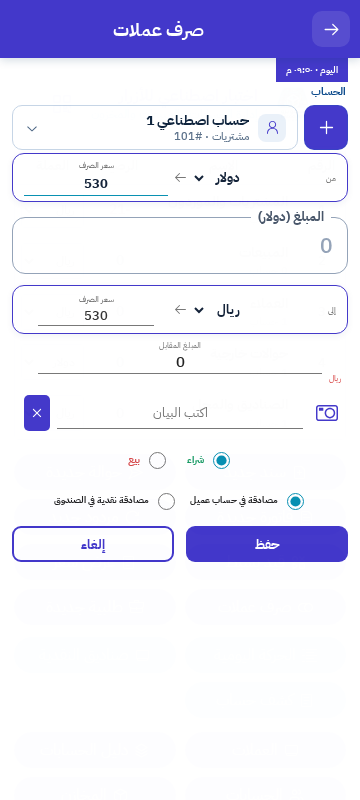 صرف عملات
اليوم ٠٩:٥٠ م
الحساب
حساب اصطناعي 1
مشتريات · #101
من
دولار
سعر الصرف
530
المبلغ (دولار)
0
إلى
ريال
سعر الصرف
530
المبلغ المقابل
0
ريال
اكتب البيان
شراء
بيع
مصادقة في حساب عميل
مصادقة نقدية في الصندوق
حفظ
إلغاء